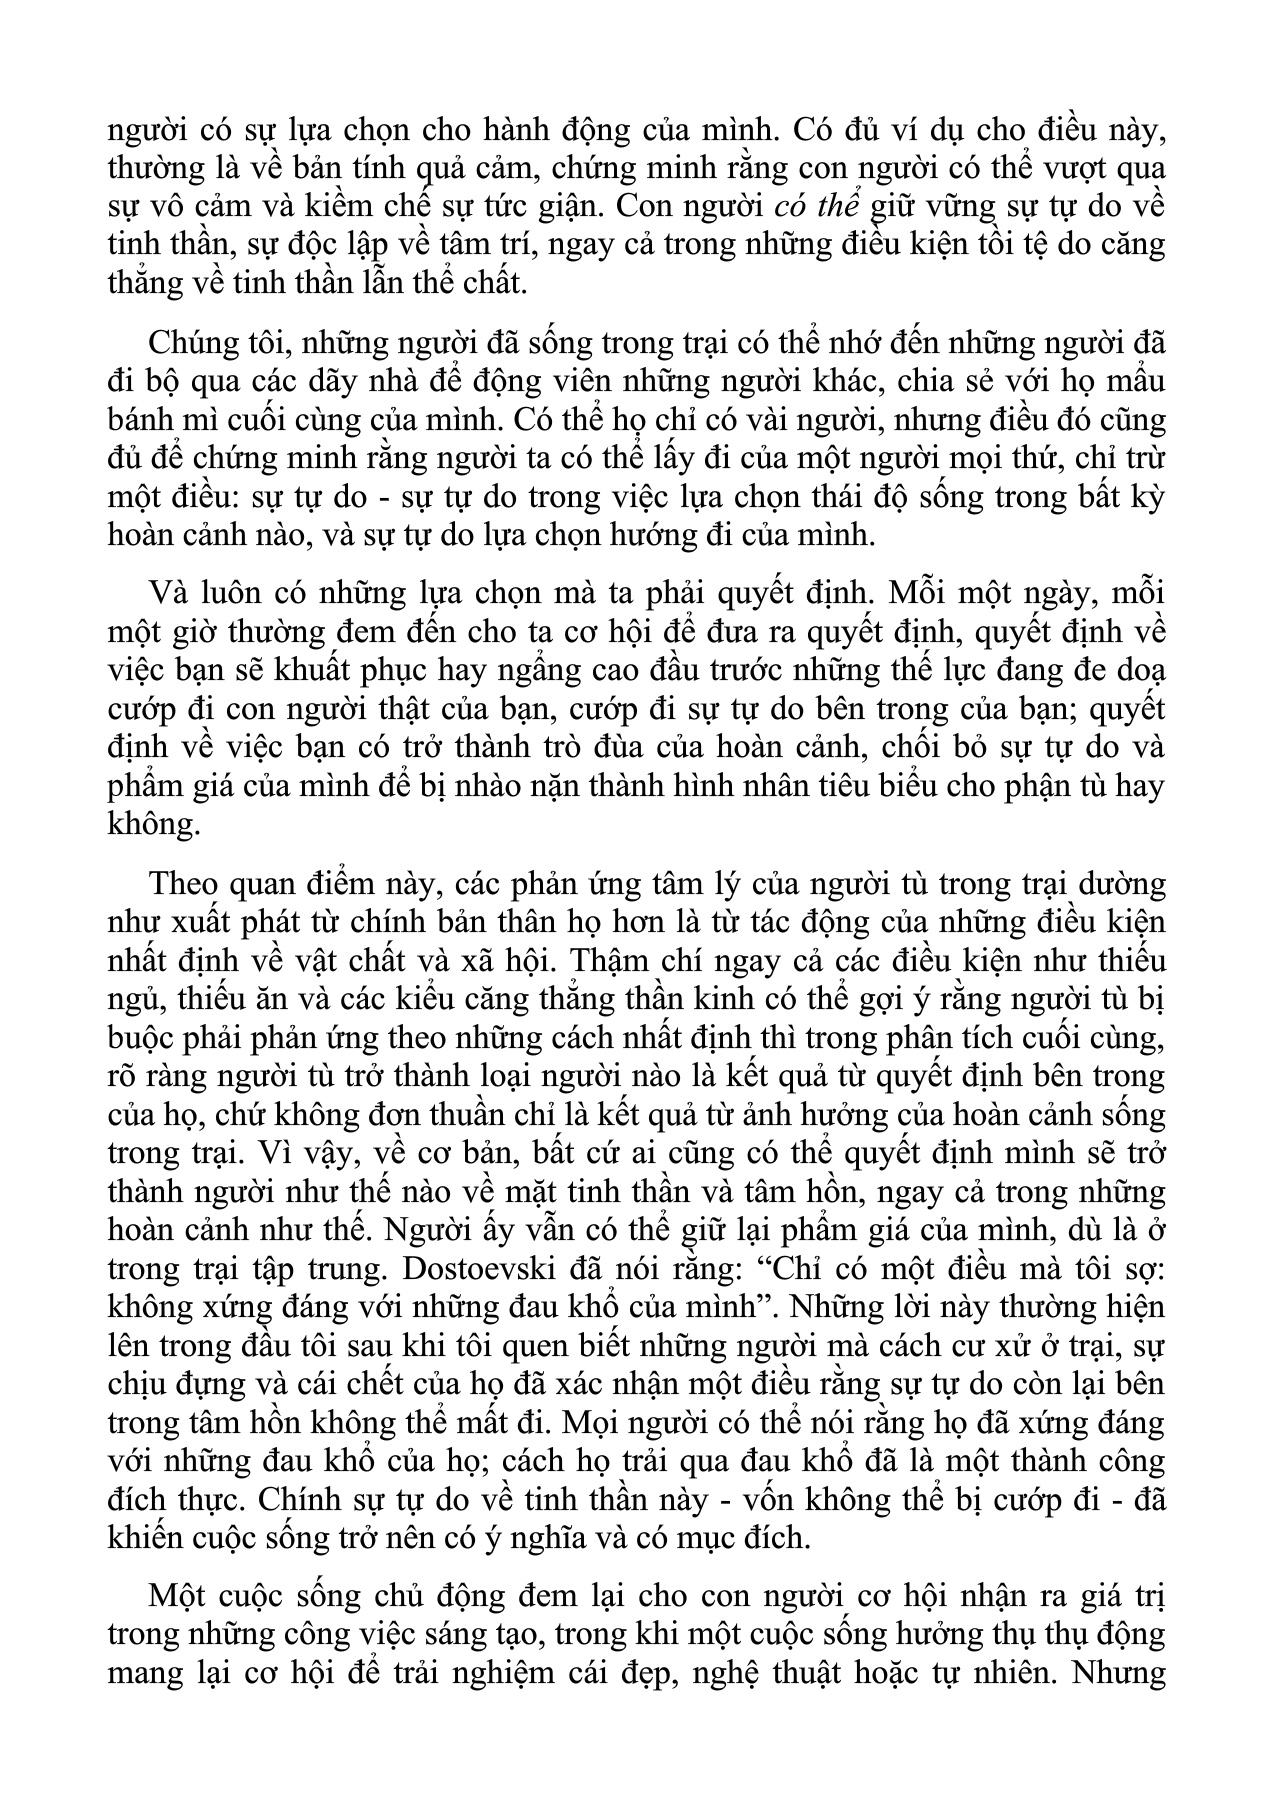 người có sự lựa chọn cho hành động của mình. Có đủ ví dụ cho điều này,
thường là về bản tính quả cảm, chứng minh rằng con người có thể vượt qua
sự vô cảm và kiềm chế sự tức giận. Con người có thể giữ vững sự tự do về
tinh thần, sự độc lập về tâm trí, ngay cả trong những điều kiện tồi tệ do căng
thẳng về tinh thần lẫn thể chất.
Chúng tôi, những người đã sống trong trại có thể nhớ đến những người đã
đi bộ qua các dãy nhà để động viên những người khác, chia sẻ với họ mẩu
bánh mì cuối cùng của mình. Có thể họ chỉ có vài người, nhưng điều đó cũng
đủ để chứng minh rằng người ta có thể lấy đi của một người mọi thứ, chỉ trừ
một điều: sự tự do - sự tự do trong việc lựa chọn thái độ sống trong bất kỳ
hoàn cảnh nào, và sự tự do lựa chọn hướng đi của mình.
Và luôn có những lựa chọn mà ta phải quyết định. Mỗi một ngày, mỗi
một giờ thường đem đến cho ta cơ hội để đưa ra quyết định, quyết định về
việc bạn sẽ khuất phục hay ngẩng cao đầu trước những thế lực đang đe doạ
cướp đi con người thật của bạn, cướp đi sự tự do bên trong của bạn; quyết
định về việc bạn có trở thành trò đùa của hoàn cảnh, chối bỏ sự tự do và
phẩm giá của mình để bị nhào nặn thành hình nhân tiêu biểu cho phận tù hay
không.
Theo quan điểm này, các phản ứng tâm lý của người tù trong trại dường
như xuất phát từ chính bản thân họ hơn là từ tác động của những điều kiện
nhất định về vật chất và xã hội. Thậm chí ngay cả các điều kiện như thiếu
ngủ, thiếu ăn và các kiểu căng thẳng thần kinh có thể gợi ý rằng người tù bị
buộc phải phản ứng theo những cách nhất định thì trong phân tích cuối cùng,
rõ ràng người tù trở thành loại người nào là kết quả từ quyết định bên trong
của họ, chứ không đơn thuần chỉ là kết quả từ ảnh hưởng của hoàn cảnh sống
trong trại. Vì vậy, về cơ bản, bất cứ ai cũng có thể quyết định mình sẽ trở
thành người như thế nào về mặt tinh thần và tâm hồn, ngay cả trong những
hoàn cảnh như thế. Người ấy vẫn có thể giữ lại phẩm giá của mình, dù là ở
trong trại tập trung. Dostoevski đã nói rằng: “Chỉ có một điều mà tôi sợ:
không xứng đáng với những đau khổ của mình”. Những lời này thường hiện
lên trong đầu tôi sau khi tôi quen biết những người mà cách cư xử ở trại, sự
chịu đựng và cái chết của họ đã xác nhận một điều rằng sự tự do còn lại bên
trong tâm hồn không thể mất đi. Mọi người có thể nói rằng họ đã xứng đáng
với những đau khổ của họ; cách họ trải qua đau khổ đã là một thành công
đích thực. Chính sự tự do về tinh thần này - vốn không thể bị cướp đi - đã
khiến cuộc sống trở nên có ý nghĩa và có mục đích.
Một cuộc sống chủ động đem lại cho con người cơ hội nhận ra giá trị
trong những công việc sáng tạo, trong khi một cuộc sống hưởng thụ thụ động
mang lại cơ hội để trải nghiệm cái đẹp, nghệ thuật hoặc tự nhiên. Nhưng